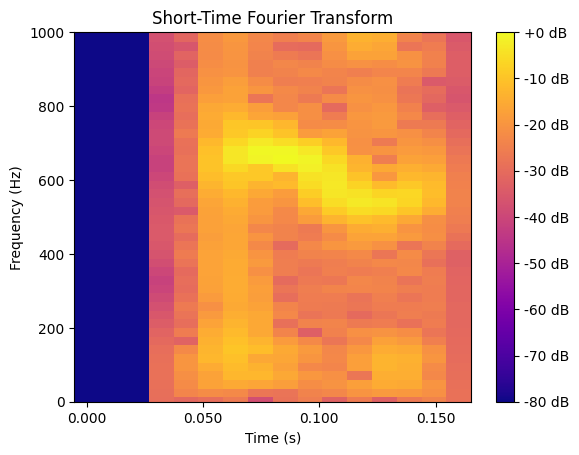 Short-Time Fourier Transform
1000
800
600
400
200
0
Frequency (Hz)
0.000
0.050
0.100
0.150
Time (s)
+0 dB
-10 dB
-20 dB
-30 dB
-40 dB
-50 dB
-60 dB
-70 dB
-80 dB